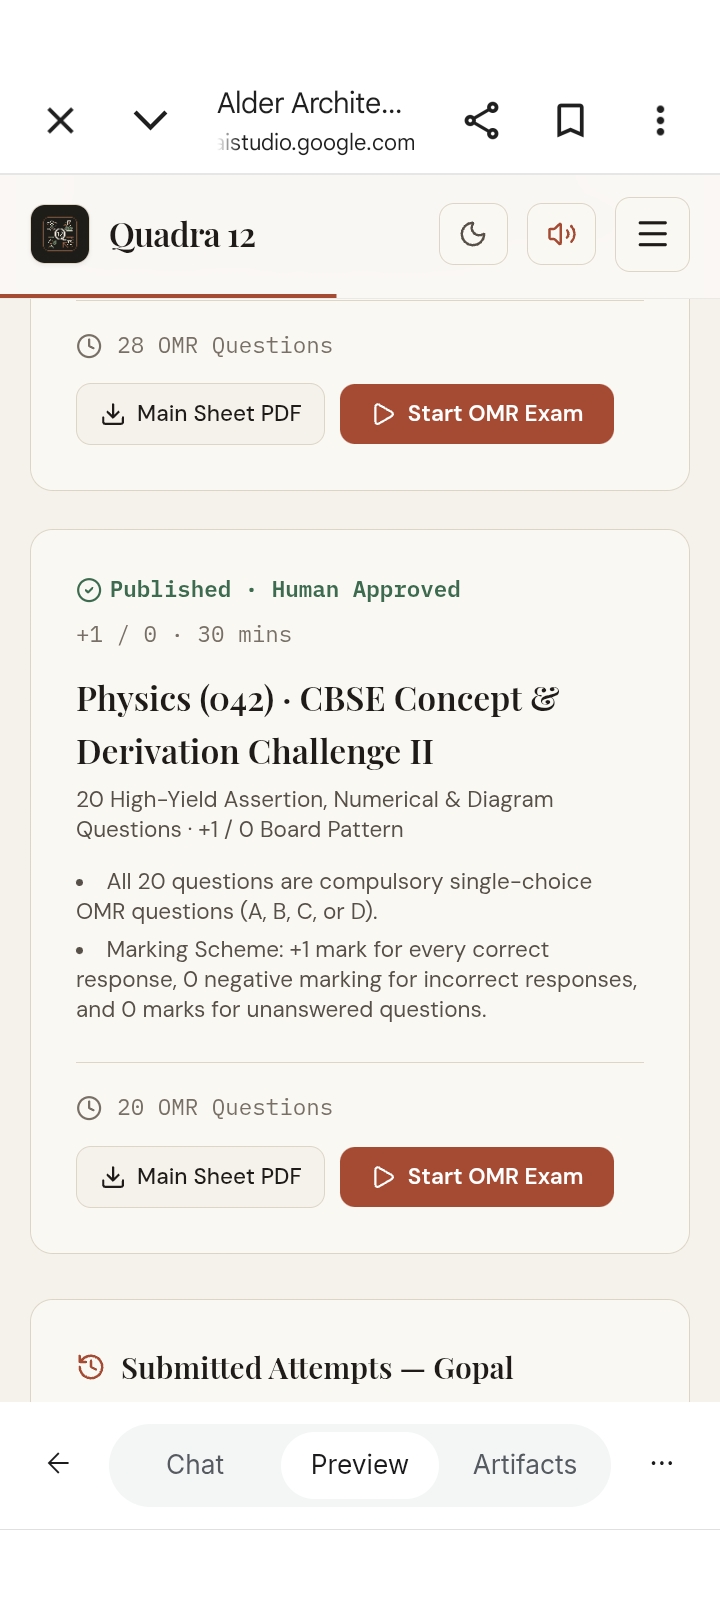 Alder Archite...
aistudio.google.com
Quadra 12
28 OMR Questions
Main Sheet PDF
Start OMR Exam
Published · Human Approved
+1 / 0 · 30 mins
Physics (042) · CBSE Concept &
Derivation Challenge II
20 High-Yield Assertion, Numerical & Diagram
Questions · +1 / 0 Board Pattern
• All 20 questions are compulsory single-choice
OMR questions (A, B, C, or D).
• Marking Scheme: +1 mark for every correct
response, 0 negative marking for incorrect responses,
and 0 marks for unanswered questions.
20 OMR Questions
Main Sheet PDF
Start OMR Exam
Submitted Attempts — Gopal
Chat
Preview
Artifacts